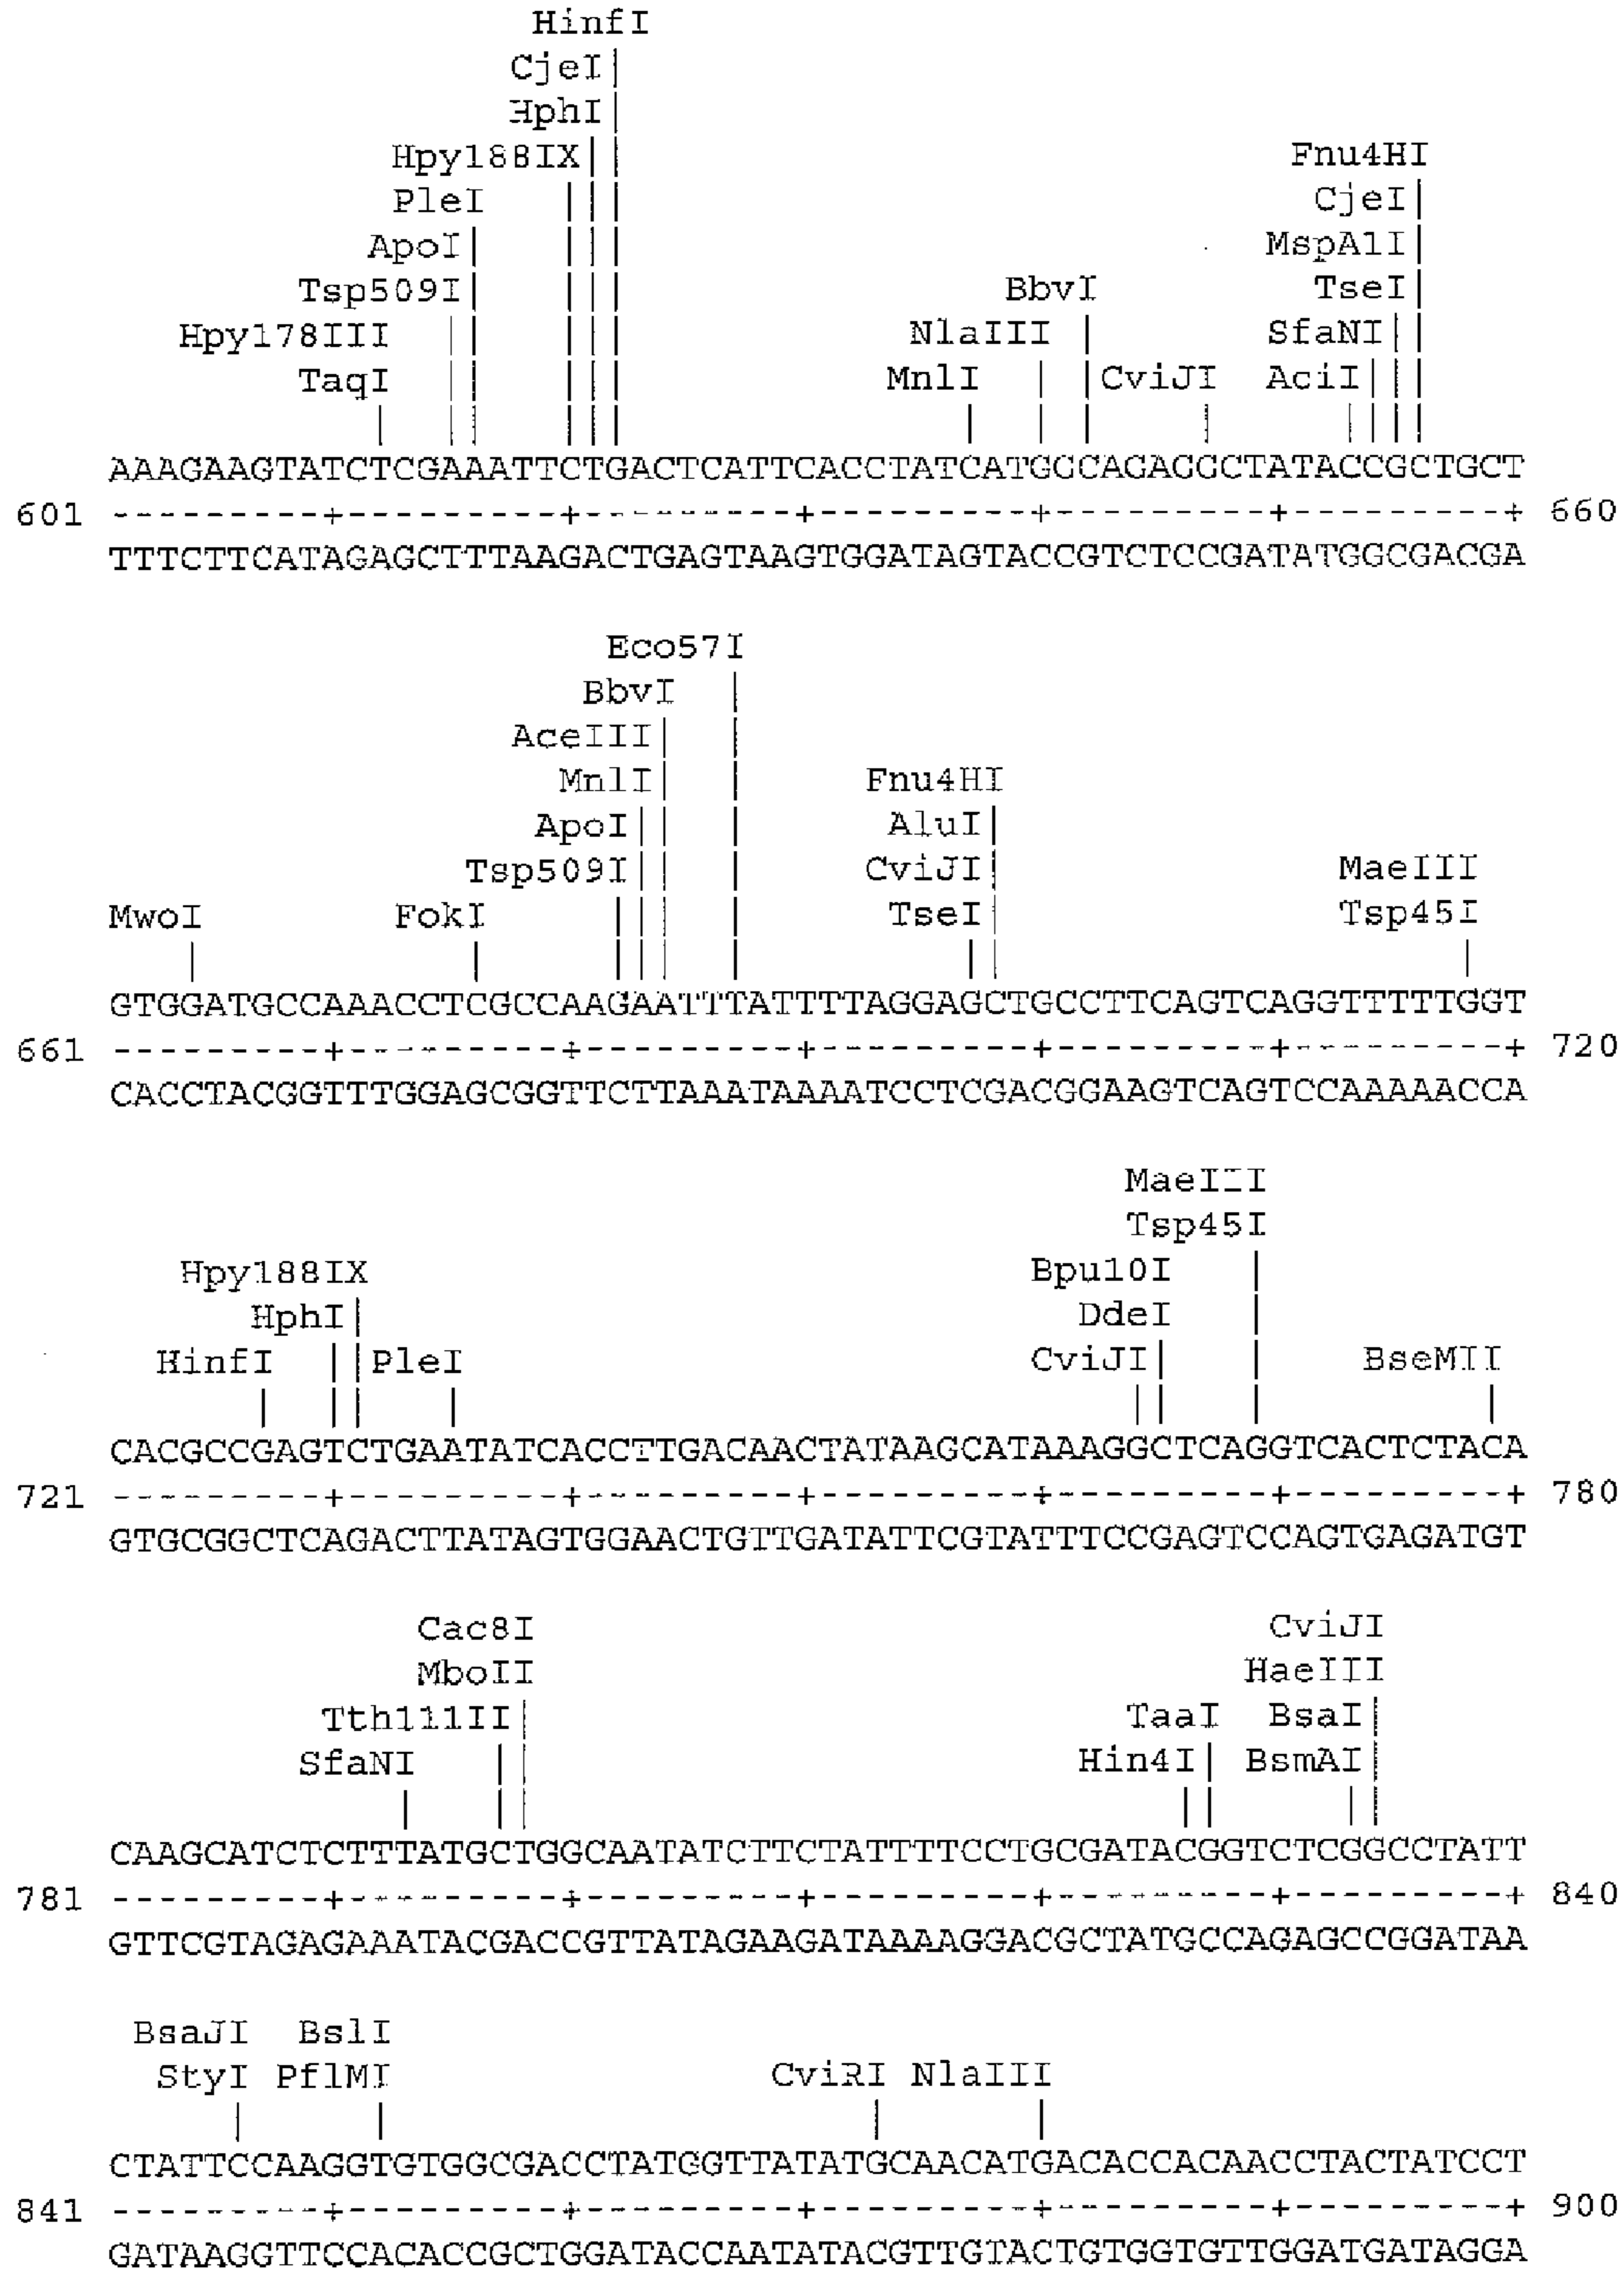 HinfI
CjeI|
HphI|
Hpy188IX||
PleI | ||
ApoI| | ||
Tsp509I| | || BbvI
Hpy178III || | || NlaIII |
TaqI || | || MnlI | |CviJI
Fnu4HI
CjeI|
MspA1I|
TseI|
SfaNI||
AciI|||
AAAGAAGTATCTCGAAATTCTGACTCATTCACCTATCATGGCAGAGGCTATACCGCTGCT
601 ---------+---------+---------+---------+---------+---------+ 660
TTTCTTCATAGAGCTTTAAGACTGAGTAAGTGGATAGTACCGTCTCCGATATGGCGACGA
Eco57I
BbvI |
AceIII| |
MnlI| | Fnu4HI
ApoI|| | AluI|
Tsp509I||| | CviJI| MaeIII
MwoI FokI ||| | TseI| Tsp45I
GTGGATGCCAAACCTCGCCAAGAATTTATTTTAGGAGCTGCCTTCAGTCAGGTTTTTGGT
661 ---------+---------+---------+---------+---------+---------+ 720
CACCTACGGTTTGGAGCGGTTCTTAAATAAAATCCTCGACGGAAGTCAGTCCAAAAACCA
MaeIII
Tsp45I
Hpy188IX Bpu10I |
HphI| DdeI |
HinfI ||PleI CviJI| | BseMII
CACGCCGAGTCTGAATATCACCTTGACAACTATAAGCATAAAGGCTCAGGTCACTCTACA
721 ---------+---------+---------+---------+---------+---------+ 780
GTGCGGCTCAGACTTATAGTGGAACTGTTGATATTCGTATTTCCGAGTCCAGTGAGATGT
Cac8I CviJI
MboII HaeIII
Tth111II| TaaI BsaI|
SfaNI || Hin4I| BsmAI|
CAAGCATCTCTTTATGCTGGCAATATCTTCTATTTTCCTGCGATACGGTCTCGGCCTATT
781 ---------+---------+---------+---------+---------+---------+ 840
GTTCGTAGAGAAATACGACCGTTATAGAAGATAAAAGGACGCTATGCCAGAGCCGGATAA
BsaJI BslI
StyI PflMI CviRI NlaIII
CTATTCCAAGGTGTGGCGACCTATGGTTATATGCAACATGACACCACAACCTACTATCCT
841 ---------+---------+---------+---------+---------+---------+ 900
GATAAGGTTCCACACCGCTGGATACCAATATACGTTGTACTGTGGTGTTGGATGATAGGA